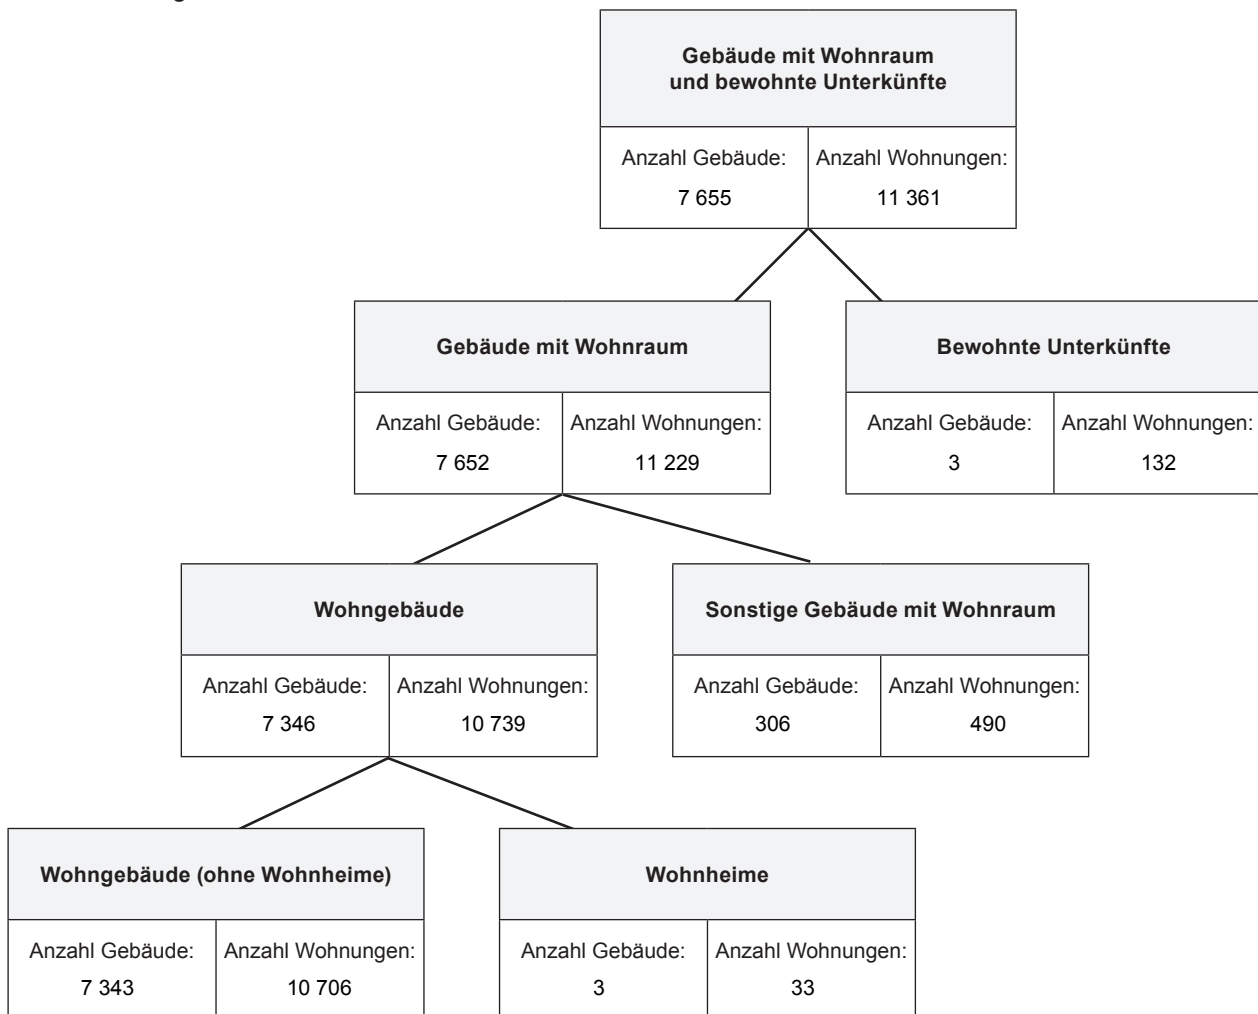 Gebäude mit Wohnraum
und bewohnte Unterkünfte
Anzahl Gebäude: Anzahl Wohnungen:
7 655 11 361
Gebäude mit Wohnraum
Anzahl Gebäude: Anzahl Wohnungen:
7 652 11 229
Bewohnte Unterkünfte
Anzahl Gebäude: Anzahl Wohnungen:
3 132
Wohngebäude
Anzahl Gebäude: Anzahl Wohnungen:
7 346 10 739
Sonstige Gebäude mit Wohnraum
Anzahl Gebäude: Anzahl Wohnungen:
306 490
Wohngebäude (ohne Wohnheime)
Anzahl Gebäude: Anzahl Wohnungen:
7 343 10 706
Wohnheime
Anzahl Gebäude: Anzahl Wohnungen:
3 33